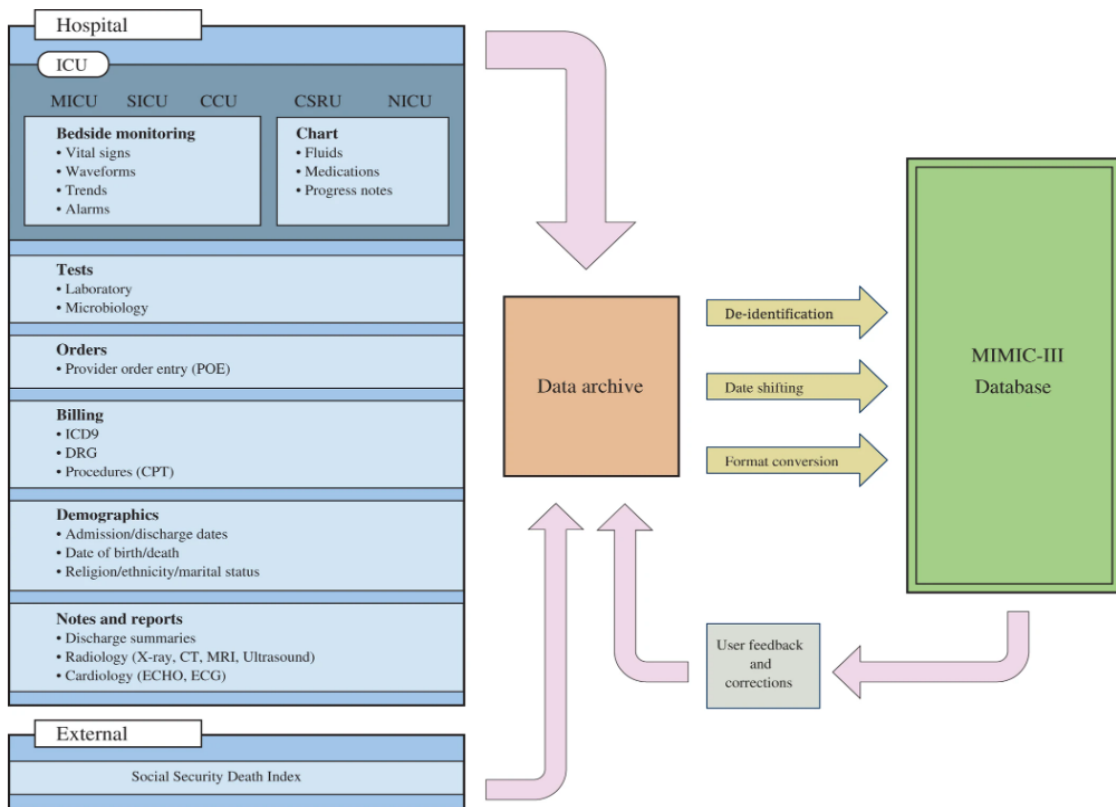 Hospital
ICU
MICU SICU CCU CSRU NICU
Bedside monitoring
• Vital signs
• Waveforms
• Trends
• Alarms
Chart
• Fluids
• Medications
• Progress notes
Tests
• Laboratory
• Microbiology
Orders
• Provider order entry (POE)
Billing
• ICD9
• DRG
• Procedures (CPT)
Demographics
• Admission/discharge dates
• Date of birth/death
• Religion/ethnicity/marital status
Notes and reports
• Discharge summaries
• Radiology (X-ray, CT, MRI, Ultrasound)
• Cardiology (ECHO, ECG)
External
Social Security Death Index
Data archive
De-identification
Date shifting
Format conversion
MIMIC-III
Database
User feedback
and
corrections